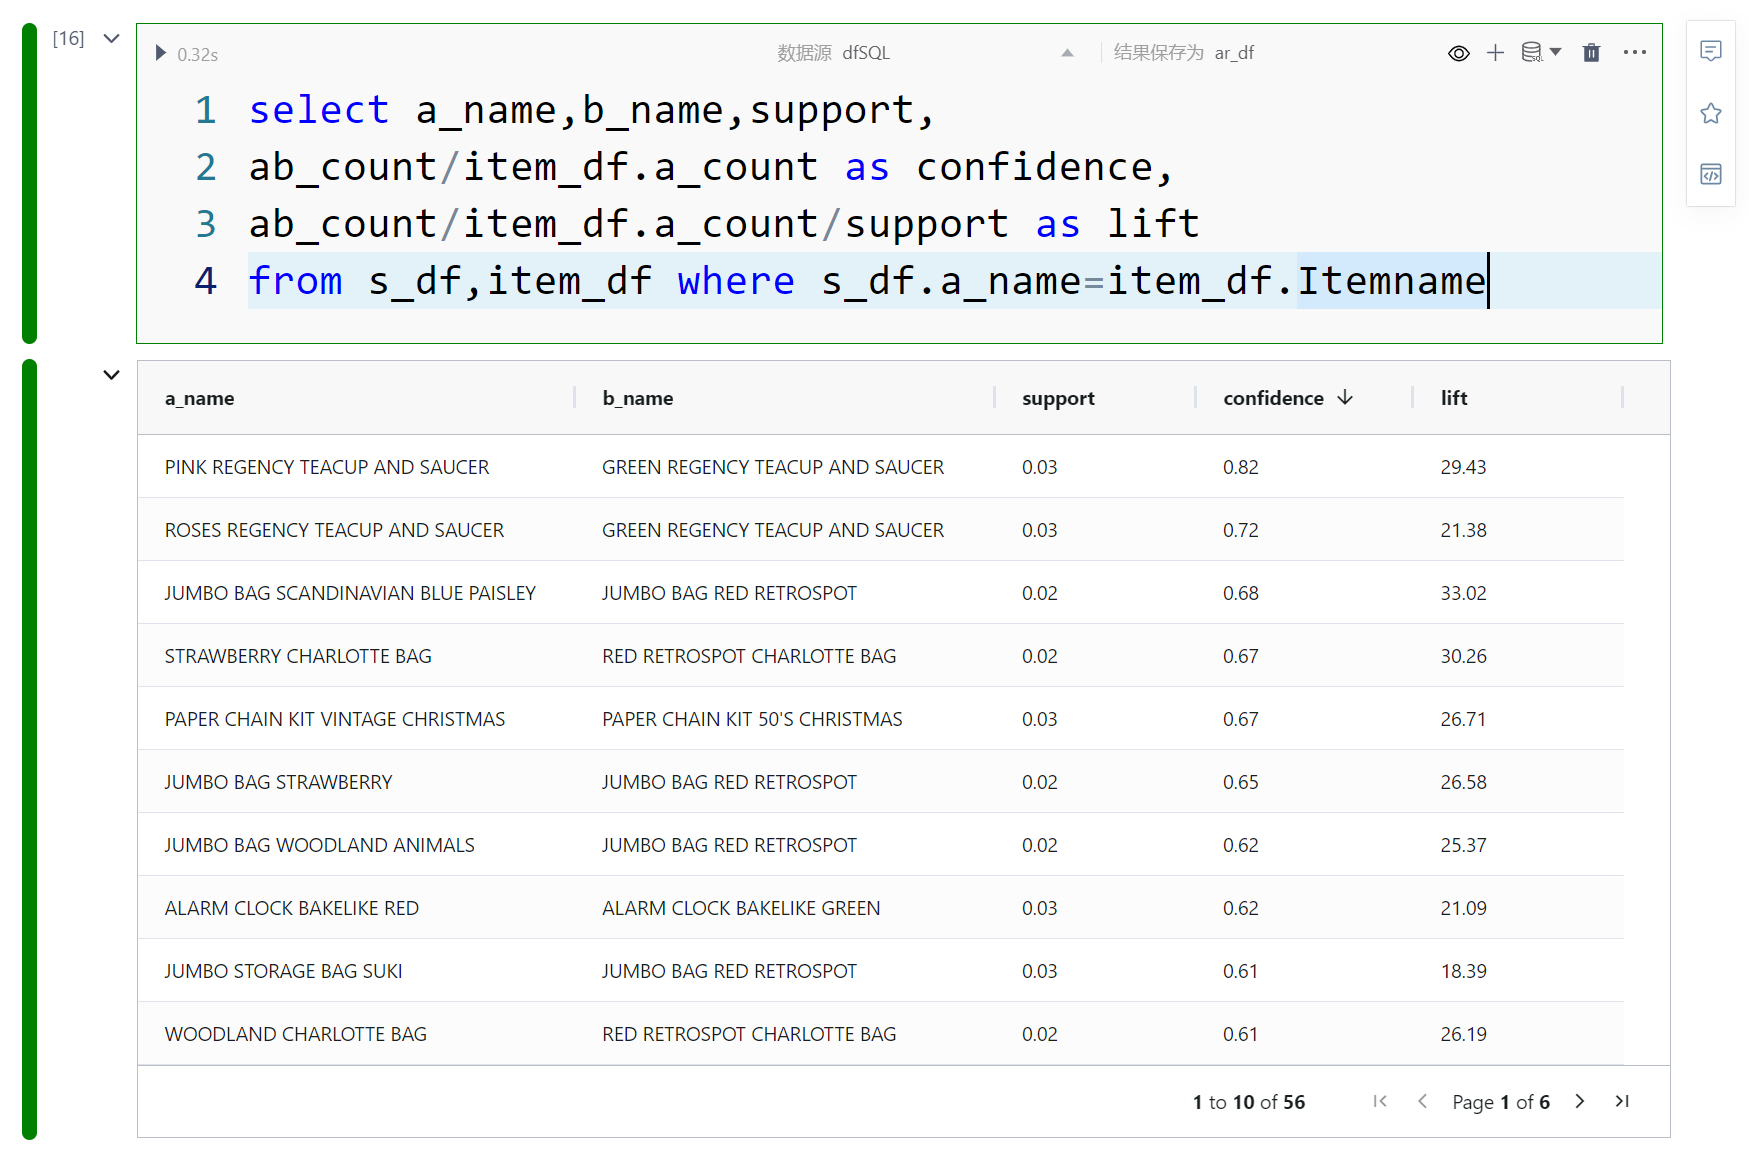 [16]
0.32s 数据源 dfSQL 结果保存为 ar_df
1 select a_name,b_name,support,
2 ab_count/item_df.a_count as confidence,
3 ab_count/item_df.a_count/support as lift
4 from s_df,item_df where s_df.a_name=item_df.Itemname
a_name b_name support confidence lift
PINK REGENCY TEACUP AND SAUCER GREEN REGENCY TEACUP AND SAUCER 0.03 0.82 29.43
ROSES REGENCY TEACUP AND SAUCER GREEN REGENCY TEACUP AND SAUCER 0.03 0.72 21.38
JUMBO BAG SCANDINAVIAN BLUE PAISLEY JUMBO BAG RED RETROSPOT 0.02 0.68 33.02
STRAWBERRY CHARLOTTE BAG RED RETROSPOT CHARLOTTE BAG 0.02 0.67 30.26
PAPER CHAIN KIT VINTAGE CHRISTMAS PAPER CHAIN KIT 50'S CHRISTMAS 0.03 0.67 26.71
JUMBO BAG STRAWBERRY JUMBO BAG RED RETROSPOT 0.02 0.65 26.58
JUMBO BAG WOODLAND ANIMALS JUMBO BAG RED RETROSPOT 0.02 0.62 25.37
ALARM CLOCK BAKELIKE RED ALARM CLOCK BAKELIKE GREEN 0.03 0.62 21.09
JUMBO STORAGE BAG SUKI JUMBO BAG RED RETROSPOT 0.03 0.61 18.39
WOODLAND CHARLOTTE BAG RED RETROSPOT CHARLOTTE BAG 0.02 0.61 26.19
1 to 10 of 56 Page 1 of 6